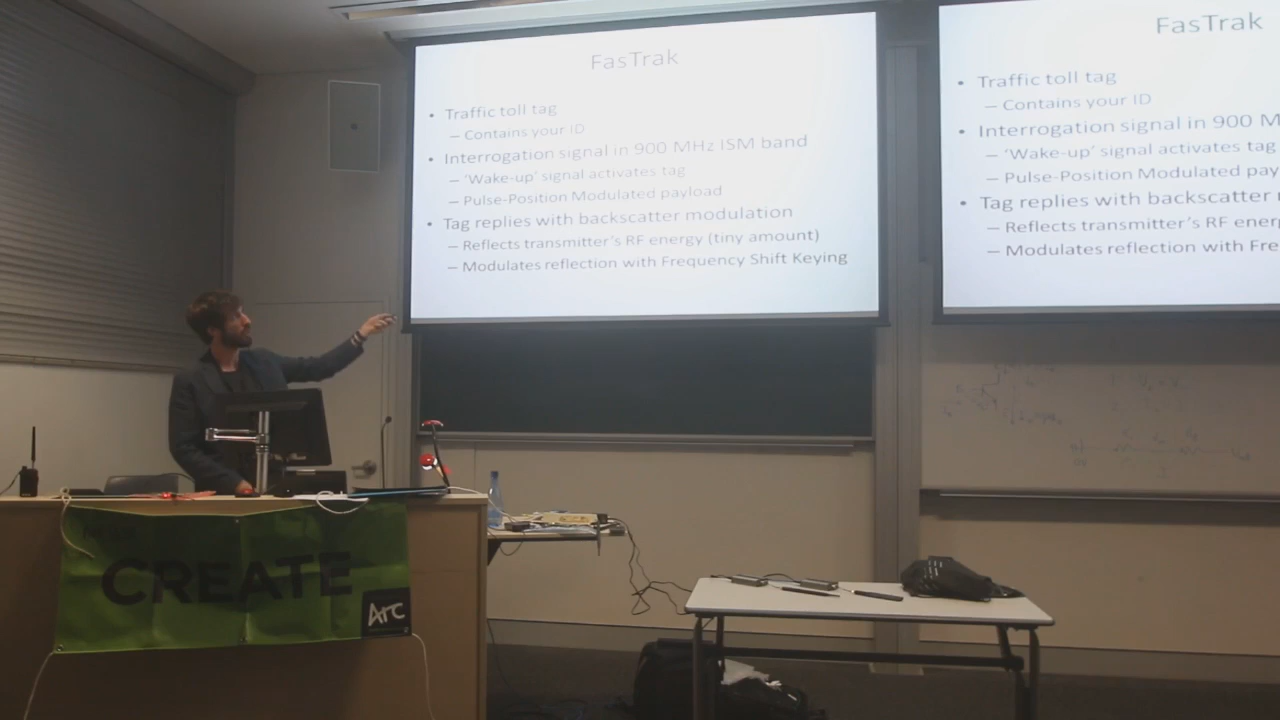 FasTrak
• Traffic toll tag
– Contains your ID
• Interrogation signal in 900 MHz ISM band
– 'Wake-up' signal activates tag
– Pulse-Position Modulated payload
• Tag replies with backscatter modulation
– Reflects transmitter's RF energy (tiny amount)
– Modulates reflection with Frequency Shift Keying
FasTrak
• Traffic toll tag
– Contains your ID
• Interrogation signal in 900 M
– 'Wake-up' signal activates tag
– Pulse-Position Modulated pay
• Tag replies with backscatter
– Reflects transmitter's RF ener
– Modulates reflection with Fre
CREATE
Arc